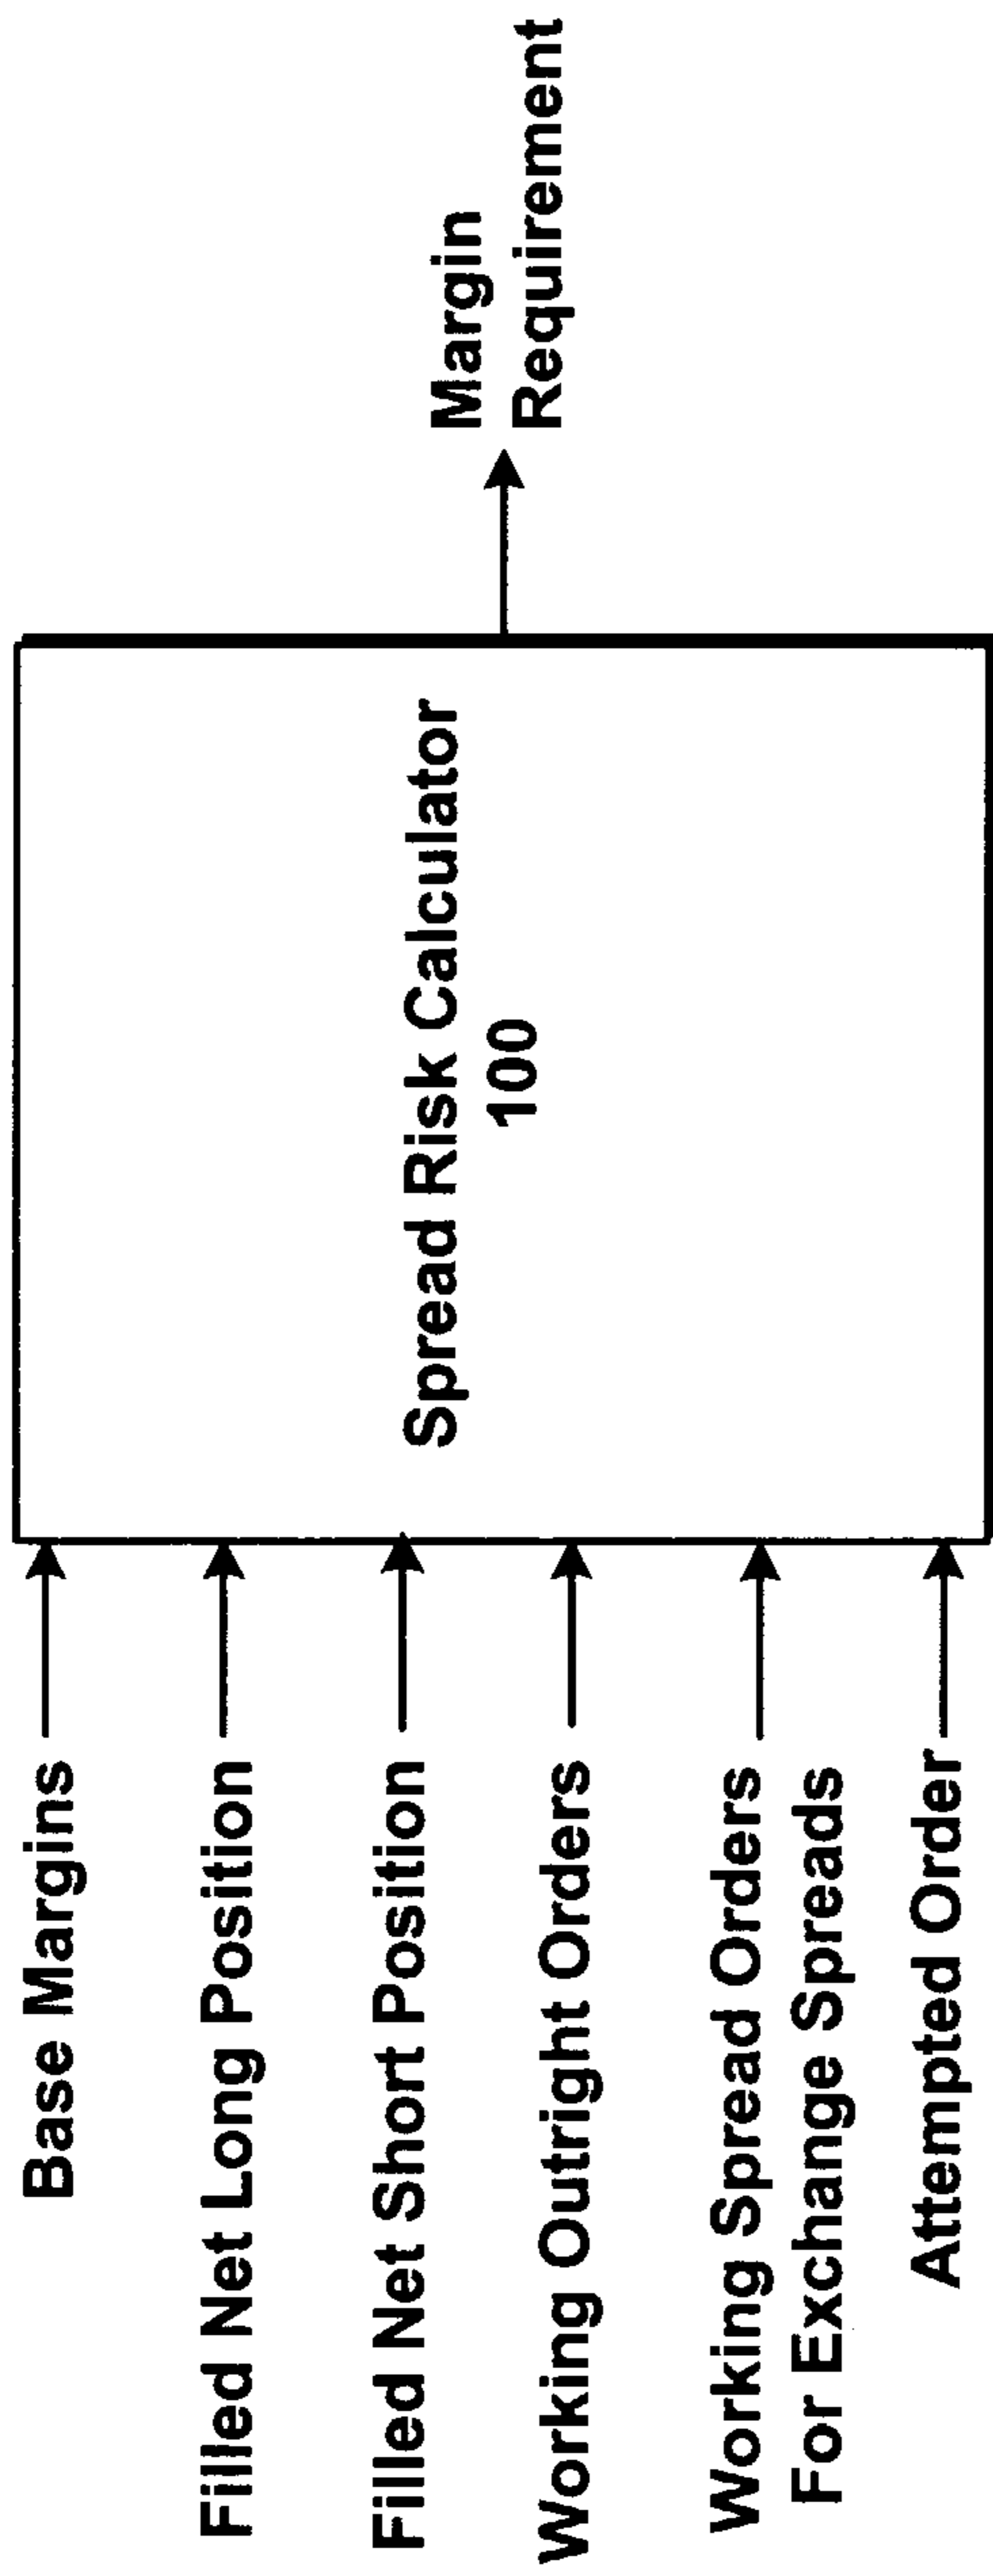 Base Margins
Filled Net Long Position
Filled Net Short Position
Working Outright Orders
Working Spread Orders
For Exchange Spreads
Attempted Order
Spread Risk Calculator
100
Margin
Requirement